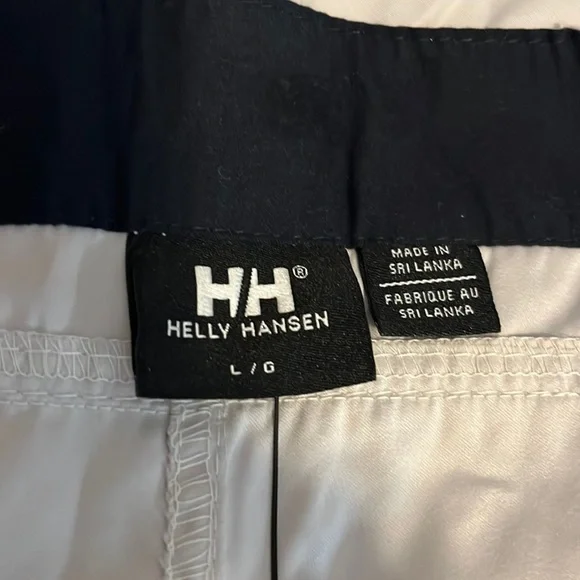 HH®
HELLY HANSEN
L / G
MADE IN
SRI LANKA
FABRIQUE AU
SRI LANKA